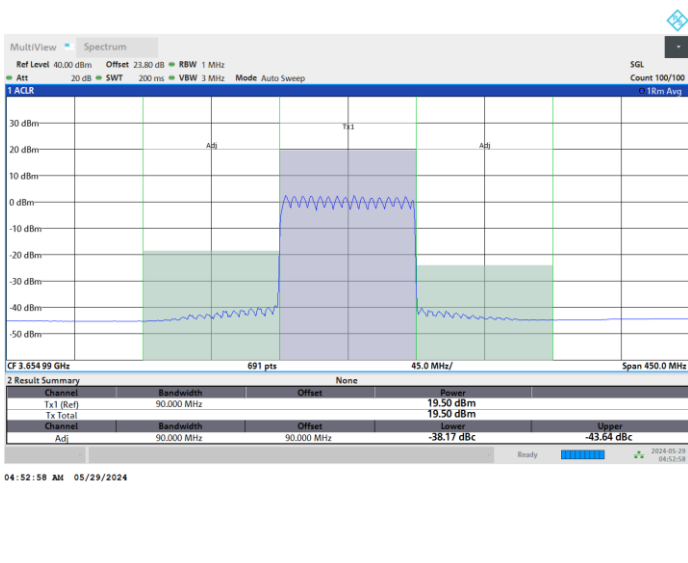 MultiView Spectrum
Ref Level 40.00 dBm Offset 23.80 dB RBW 1 MHz SGL
Att 20 dB SWT 200 ms VBW 3 MHz Mode Auto Sweep Count 100/100
1 ACLR 1Rm Avg
30 dBm
Tx1
20 dBm Adj Adj
10 dBm
0 dBm
-10 dBm
-20 dBm
-30 dBm
-40 dBm
-50 dBm
CF 3.654 99 GHz 691 pts 45.0 MHz/ Span 450.0 MHz
2 Result Summary None
Channel Bandwidth Offset Power
Tx1 (Ref) 90.000 MHz 19.50 dBm
Tx Total 19.50 dBm
Channel Bandwidth Offset Lower Upper
Adj 90.000 MHz 90.000 MHz -38.17 dBc -43.64 dBc
Ready 2024-05-29
04:52:58
04:52:58 AM 05/29/2024